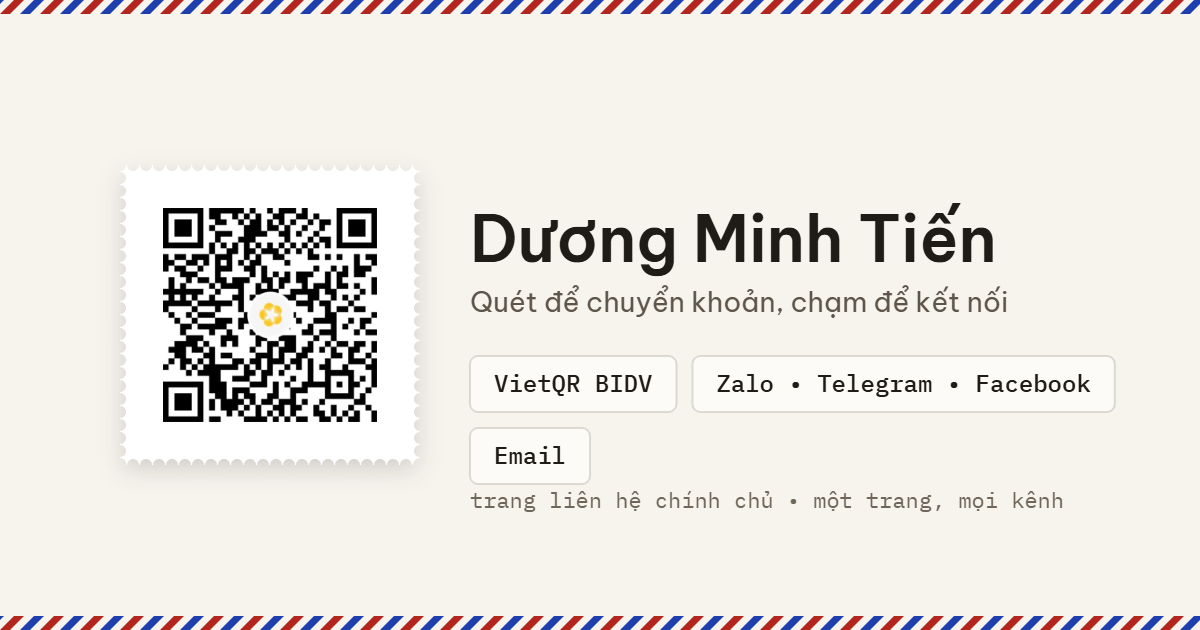 Dương Minh Tiến
Quét để chuyển khoản, chạm để kết nối
VietQR BIDV
Zalo • Telegram • Facebook
Email
trang liên hệ chính chủ • một trang, mọi kênh